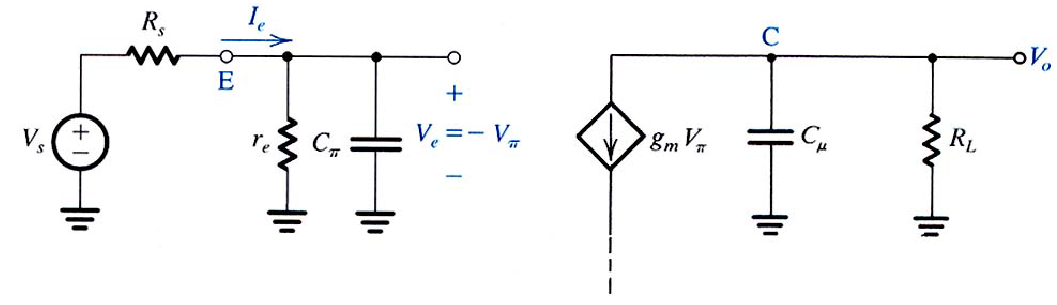 R_s
I_e
E
V_s
+
−
r_e
C_π
+
V_e = − V_π
−
C
V_o
g_m V_π
C_μ
R_L